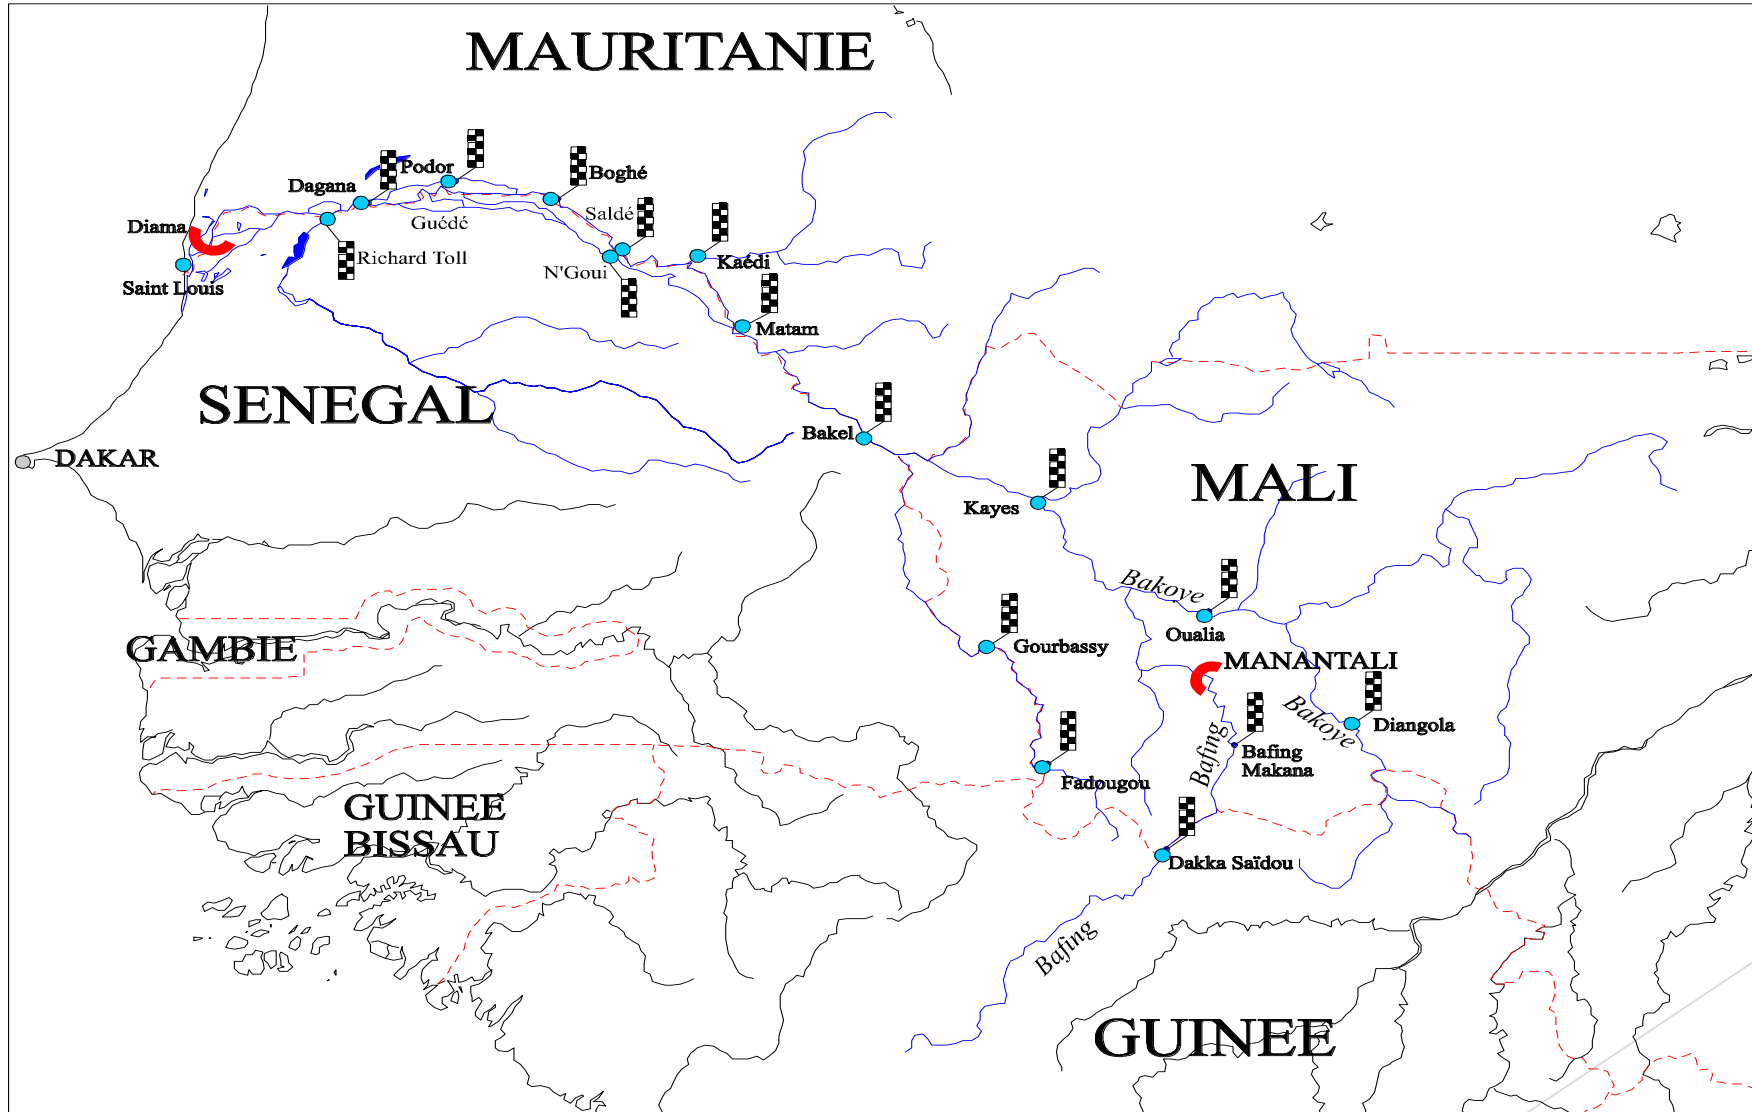 MAURITANIE
Podor
Boghé
Dagana
Saldé
Guédé
Diama
Richard Toll
N'Goui
Kaédi
Saint Louis
Matam
SENEGAL
Bakel
DAKAR
MALI
Kayes
Bakoye
Oualia
GAMBIE
Gourbassy
MANANTALI
Bakoye
Diangola
Bafing
Bafing
Makana
Fadougou
GUINEE
BISSAU
Dakka Saïdou
Bafing
GUINEE